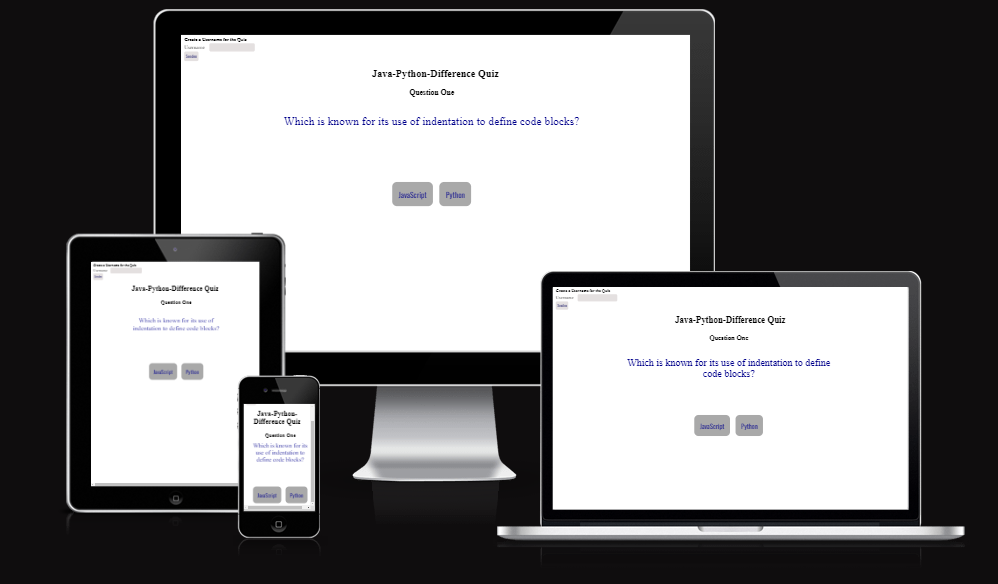 Create a Username for the Quiz
Username
Java-Python-Difference Quiz
Question One
Which is known for its use of indentation to define code blocks?
JavaScript
Python
Create a Username for the Quiz
Username
Java-Python-Difference Quiz
Question One
Which is known for its use of
indentation to define code blocks?
JavaScript
Python
Java-Python-
Difference Quiz
Question One
Which is known for its
use of indentation to
define code blocks?
JavaScript
Python
Create a Username for the Quiz
Username
Java-Python-Difference Quiz
Question One
Which is known for its use of indentation to define
code blocks?
JavaScript
Python